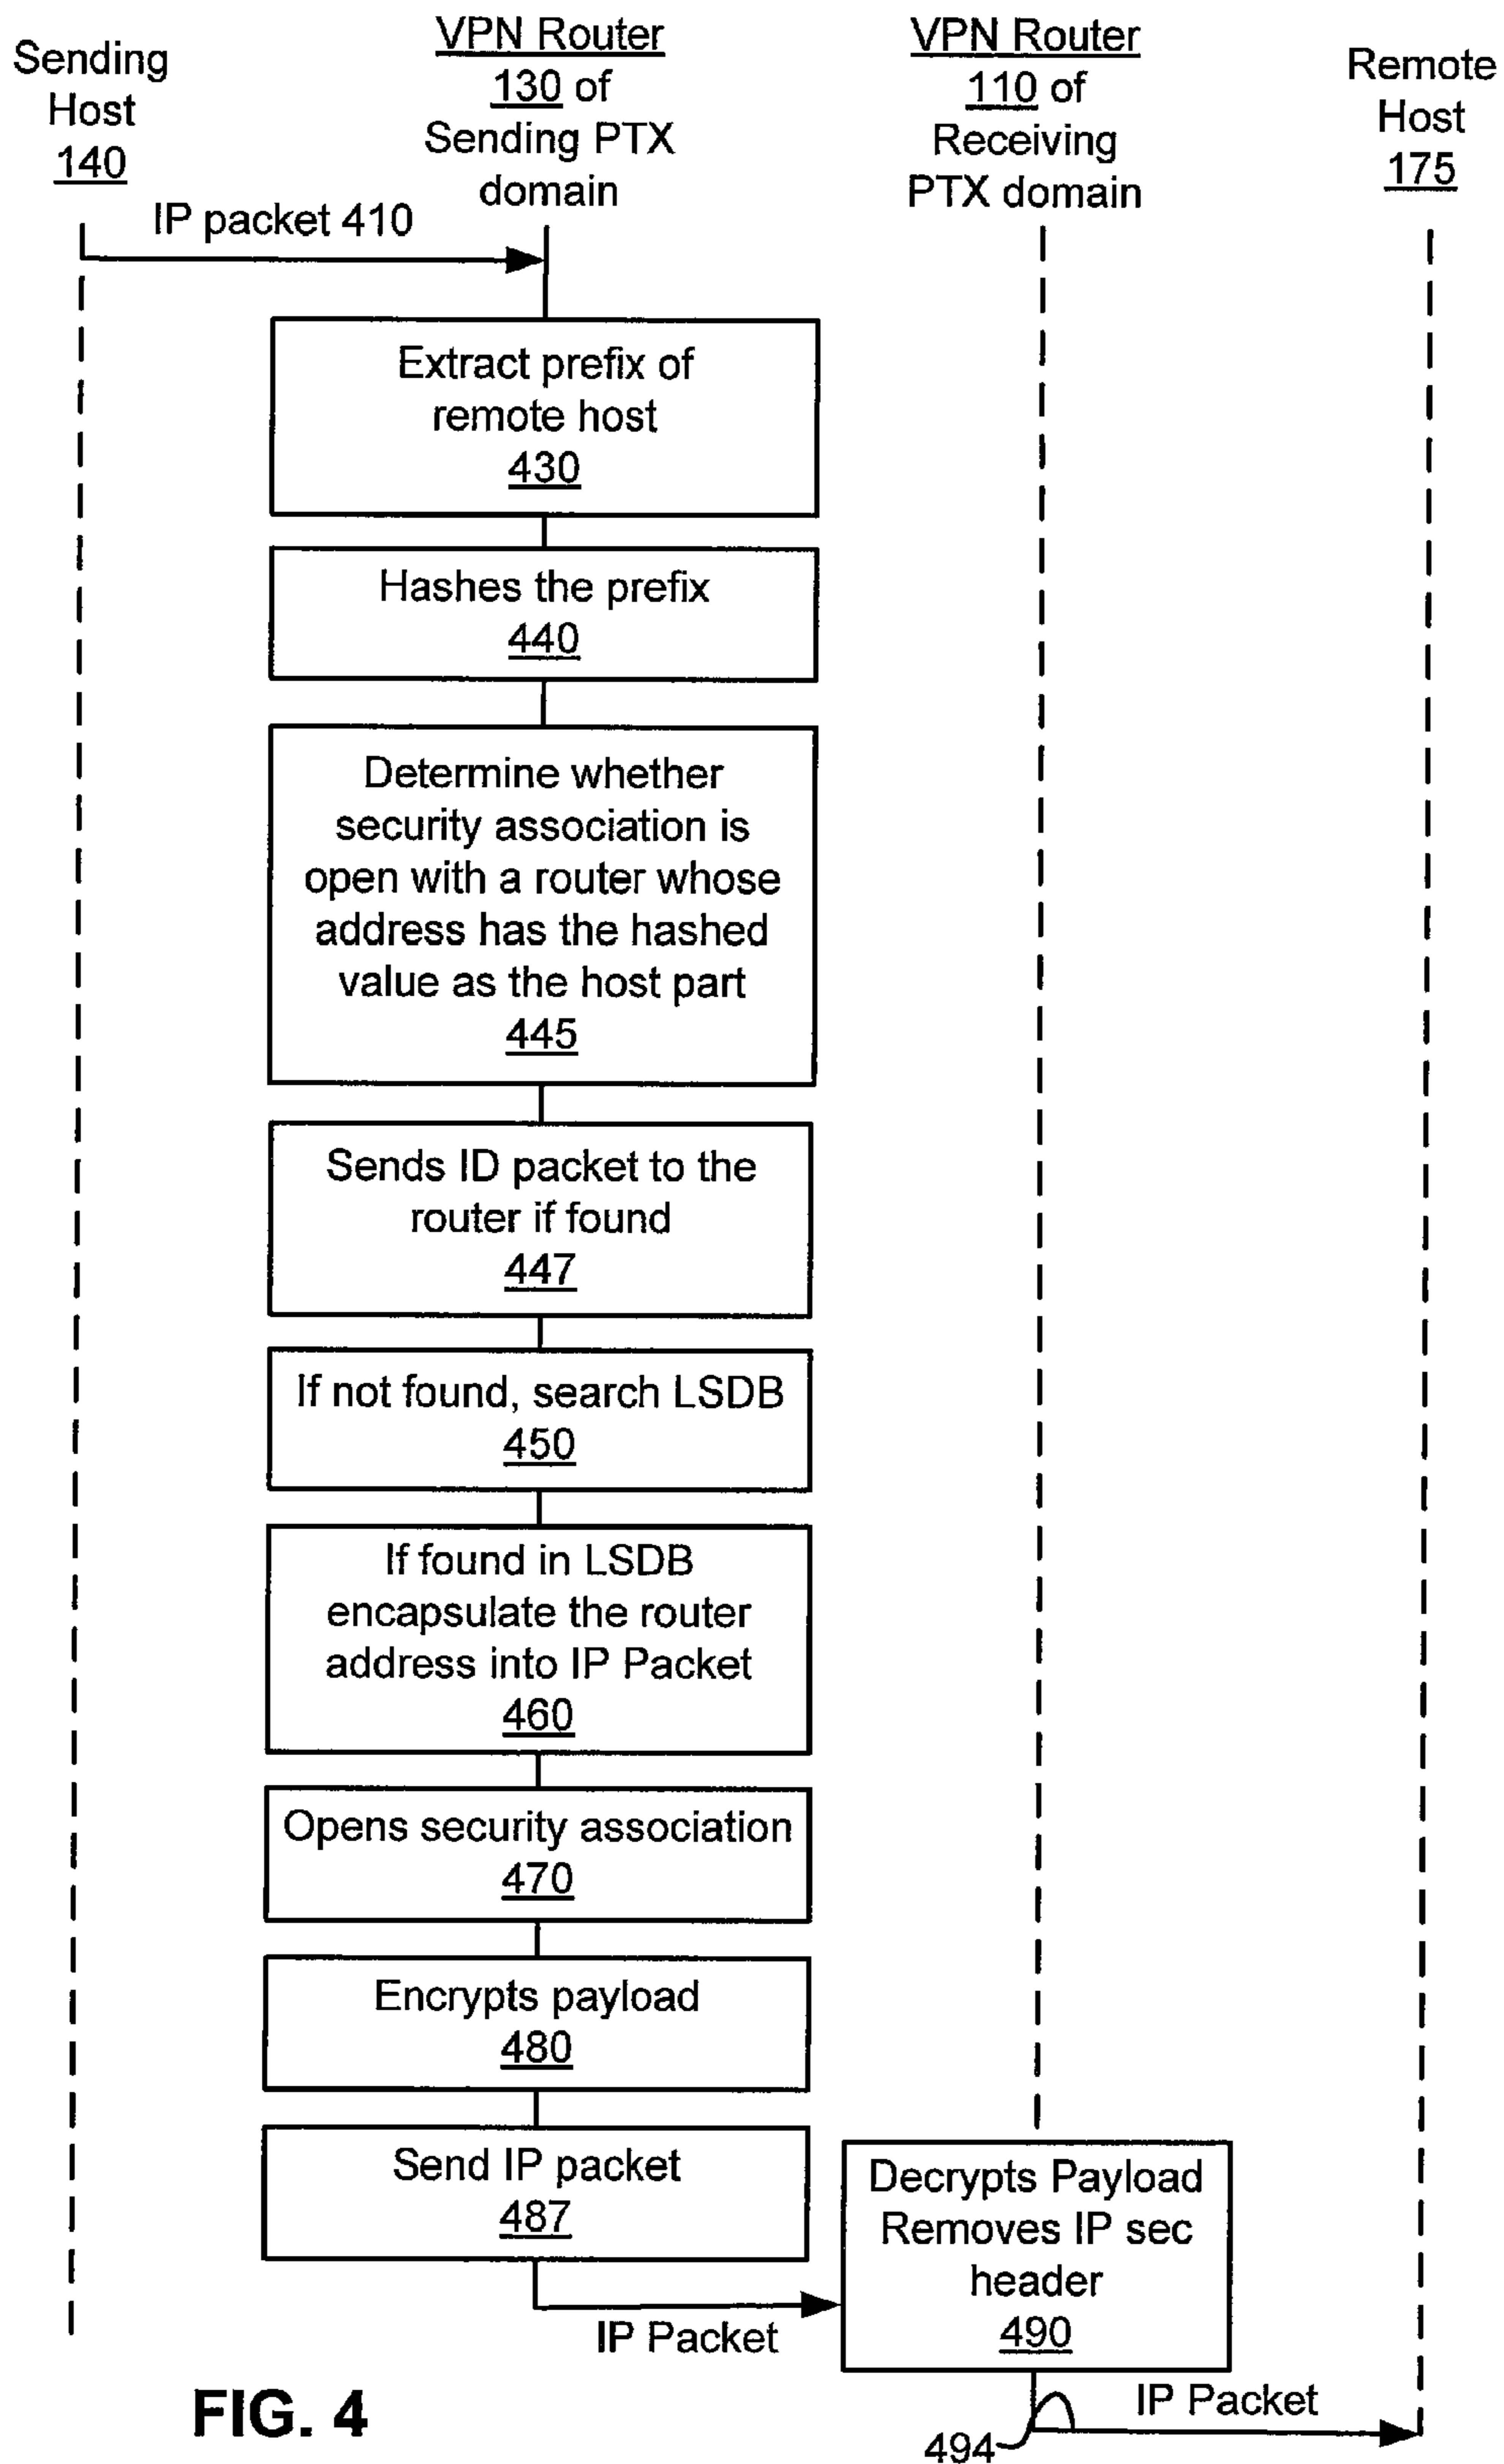 Sending
Host
140
VPN Router
130 of
Sending PTX
domain
VPN Router
110 of
Receiving
PTX domain
Remote
Host
175
IP packet 410
Extract prefix of
remote host
430
Hashes the prefix
440
Determine whether
security association is
open with a router whose
address has the hashed
value as the host part
445
Sends ID packet to the
router if found
447
If not found, search LSDB
450
If found in LSDB
encapsulate the router
address into IP Packet
460
Opens security association
470
Encrypts payload
480
Send IP packet
487
IP Packet
Decrypts Payload
Removes IP sec
header
490
IP Packet
494
FIG. 4